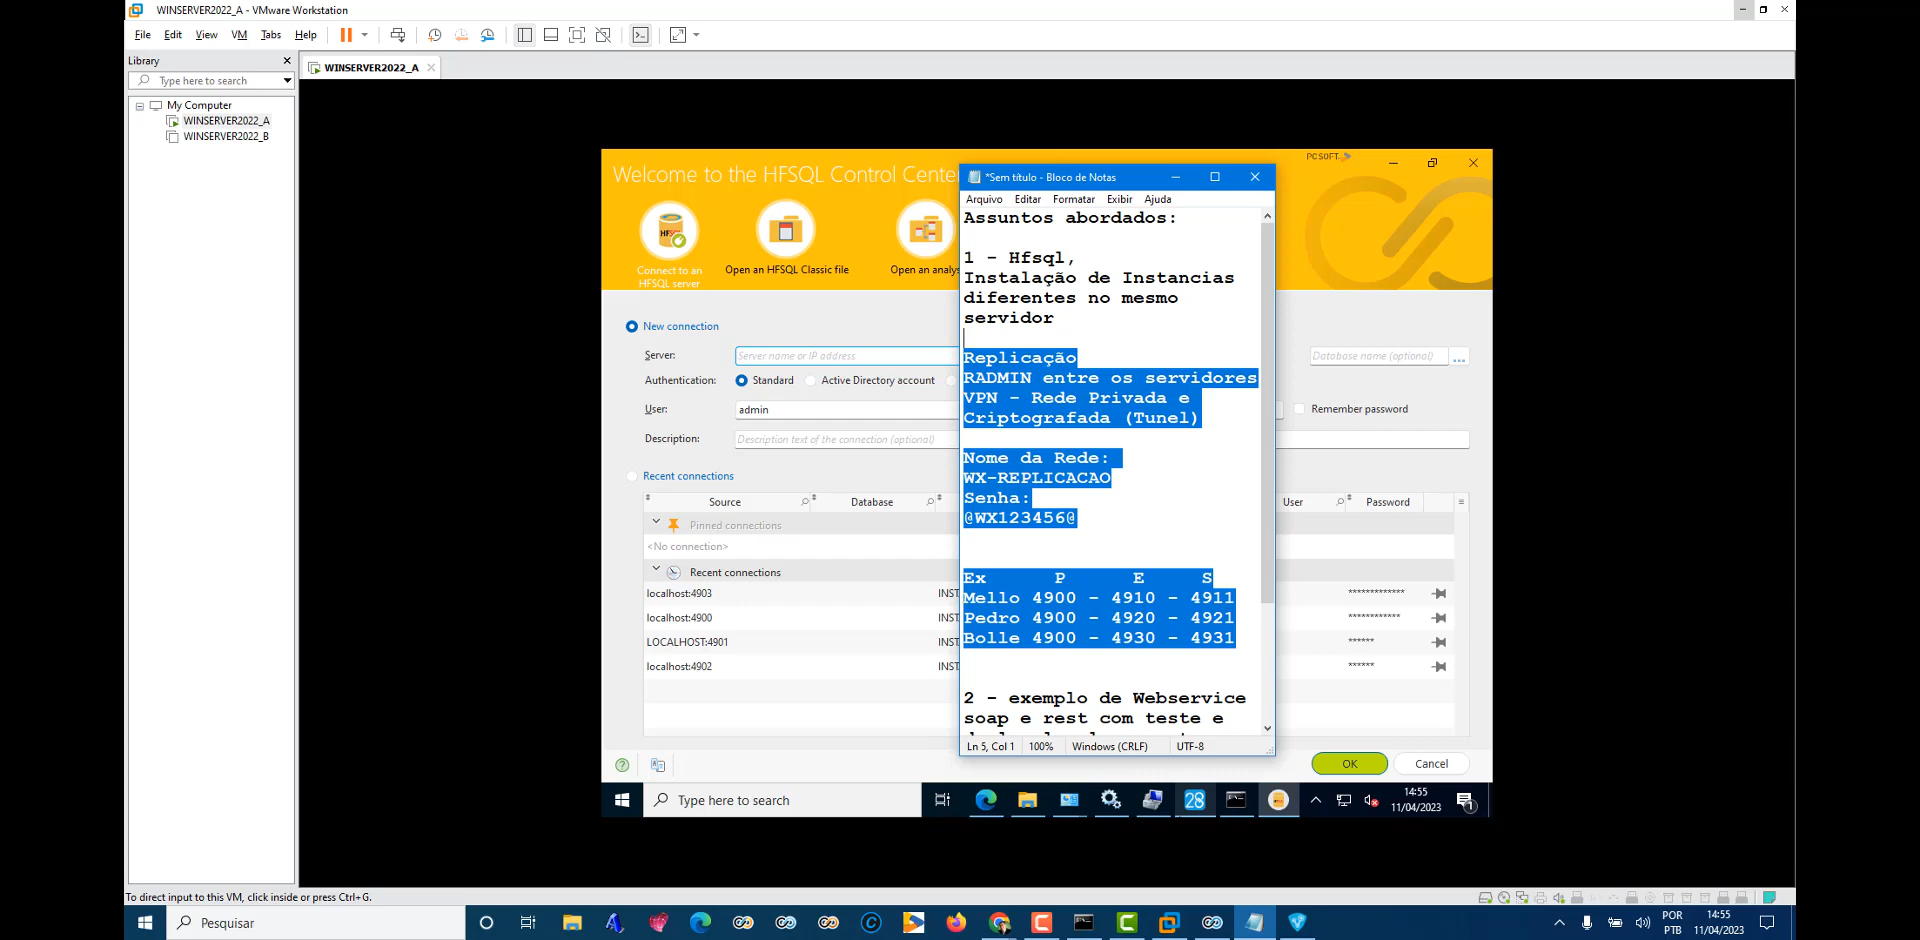 WINSERVER2022_A - VMware Workstation
File Edit View VM Tabs Help
Library
WINSERVER2022_A
Type here to search
My Computer
WINSERVER2022_A
WINSERVER2022_B
Welcome to the HFSQL Control Cente
PC SOFT
Connect to an
HFSQL server
Open an HFSQL Classic file
Open an analys
New connection
Server: Server name or IP address
Database name (optional) ...
Authentication: Standard Active Directory account
User: admin
Remember password
Description: Description text of the connection (optional)
Recent connections
Source Database User Password
Pinned connections
<No connection>
Recent connections
localhost:4903 INST *************
localhost:4900 INST ************
LOCALHOST:4901 INST ******
localhost:4902 INST ******
OK Cancel
*Sem título - Bloco de Notas
Arquivo Editar Formatar Exibir Ajuda
Assuntos abordados:
1 - Hfsql,
Instalação de Instancias
diferentes no mesmo
servidor
Replicação
RADMIN entre os servidores
VPN - Rede Privada e
Criptografada (Tunel)
Nome da Rede:
WX-REPLICACAO
Senha:
@WX123456@
Ex P E S
Mello 4900 - 4910 - 4911
Pedro 4900 - 4920 - 4921
Bolle 4900 - 4930 - 4931
2 - exemplo de Webservice
soap e rest com teste e
Ln 5, Col 1 100% Windows (CRLF) UTF-8
Type here to search
28
14:55
11/04/2023
1
To direct input to this VM, click inside or press Ctrl+G.
Pesquisar
POR
PTB
14:55
11/04/2023